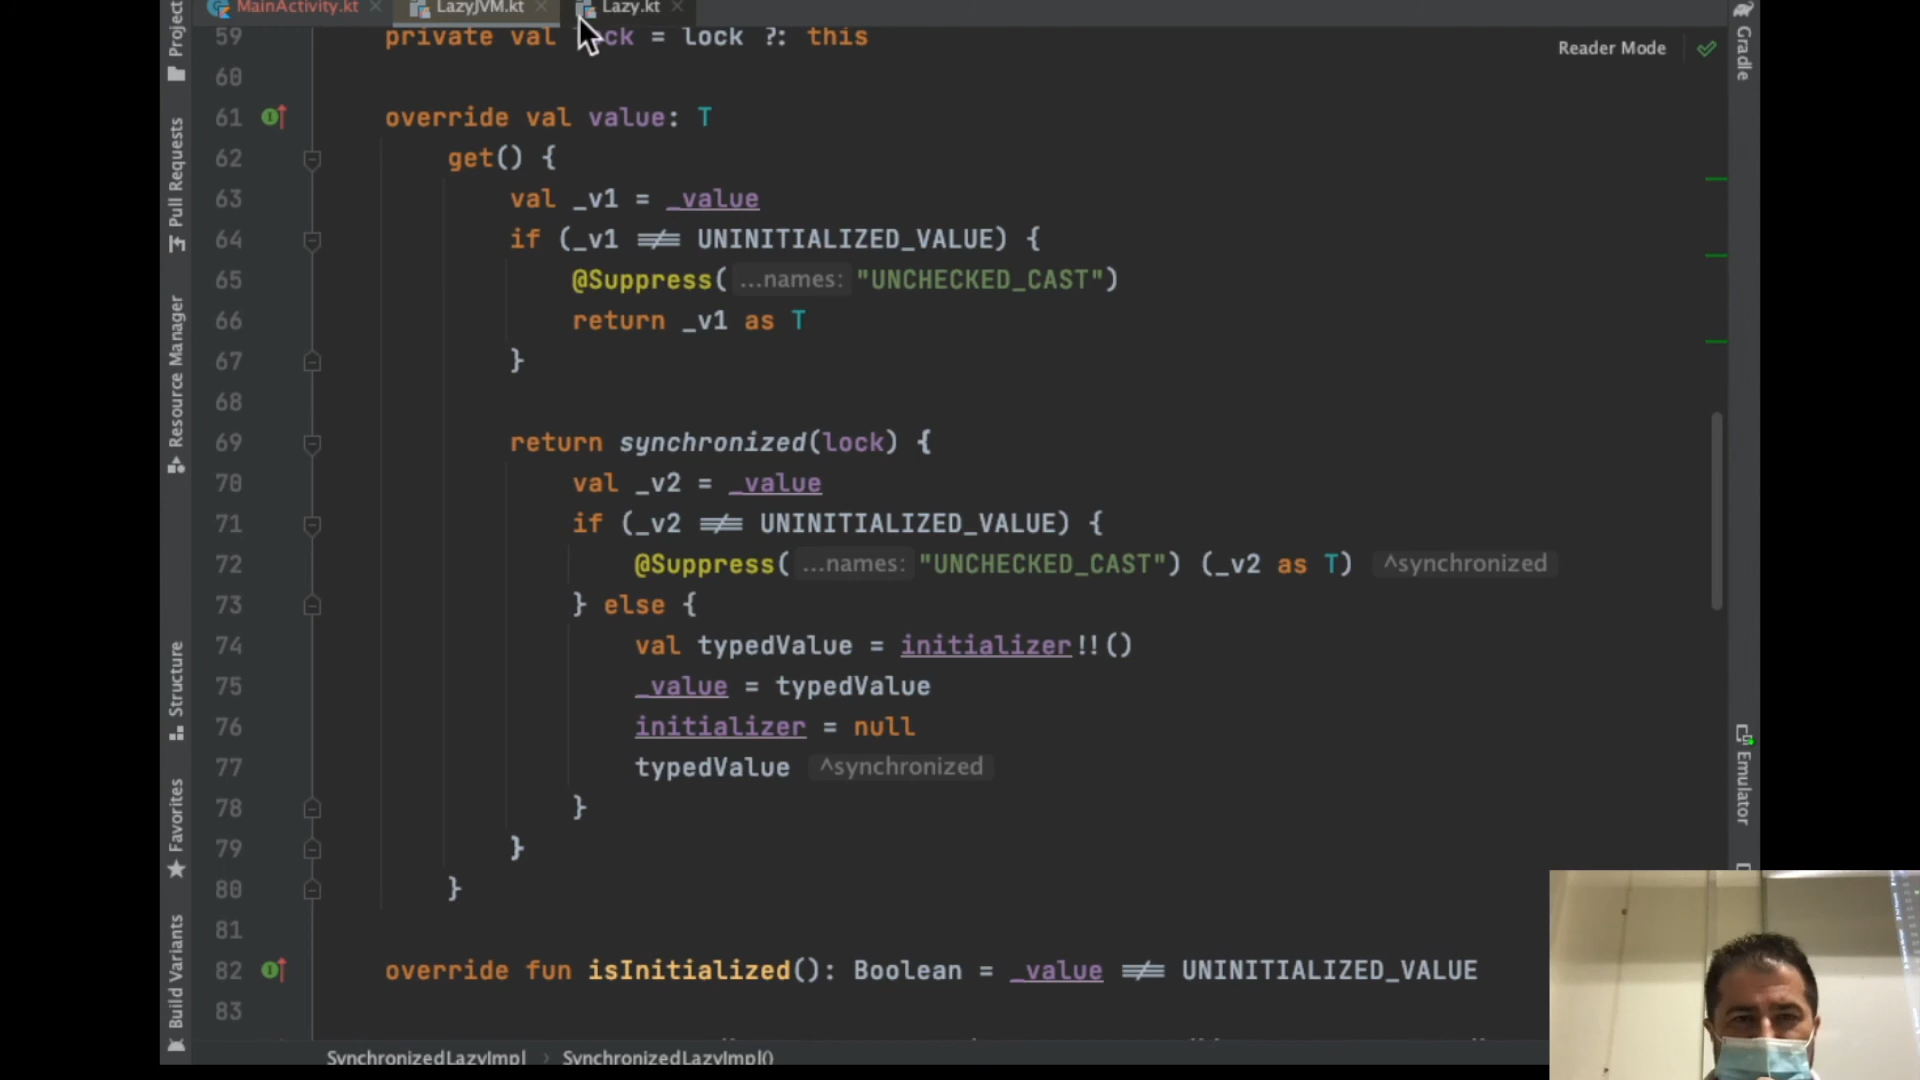 MainActivity.kt LazyJVM.kt Lazy.kt
59 private val lock = lock ?: this
Reader Mode
60
61 override val value: T
62 get() {
63 val _v1 = _value
64 if (_v1 !== UNINITIALIZED_VALUE) {
65 @Suppress( ...names: "UNCHECKED_CAST")
66 return _v1 as T
67 }
68
69 return synchronized(lock) {
70 val _v2 = _value
71 if (_v2 !== UNINITIALIZED_VALUE) {
72 @Suppress( ...names: "UNCHECKED_CAST") (_v2 as T) ^synchronized
73 } else {
74 val typedValue = initializer!!()
75 _value = typedValue
76 initializer = null
77 typedValue ^synchronized
78 }
79 }
80 }
81
82 override fun isInitialized(): Boolean = _value !== UNINITIALIZED_VALUE
83
SynchronizedLazyImpl › SynchronizedLazyImpl()
Project
Pull Requests
Resource Manager
Structure
Favorites
Build Variants
Gradle
Emulator